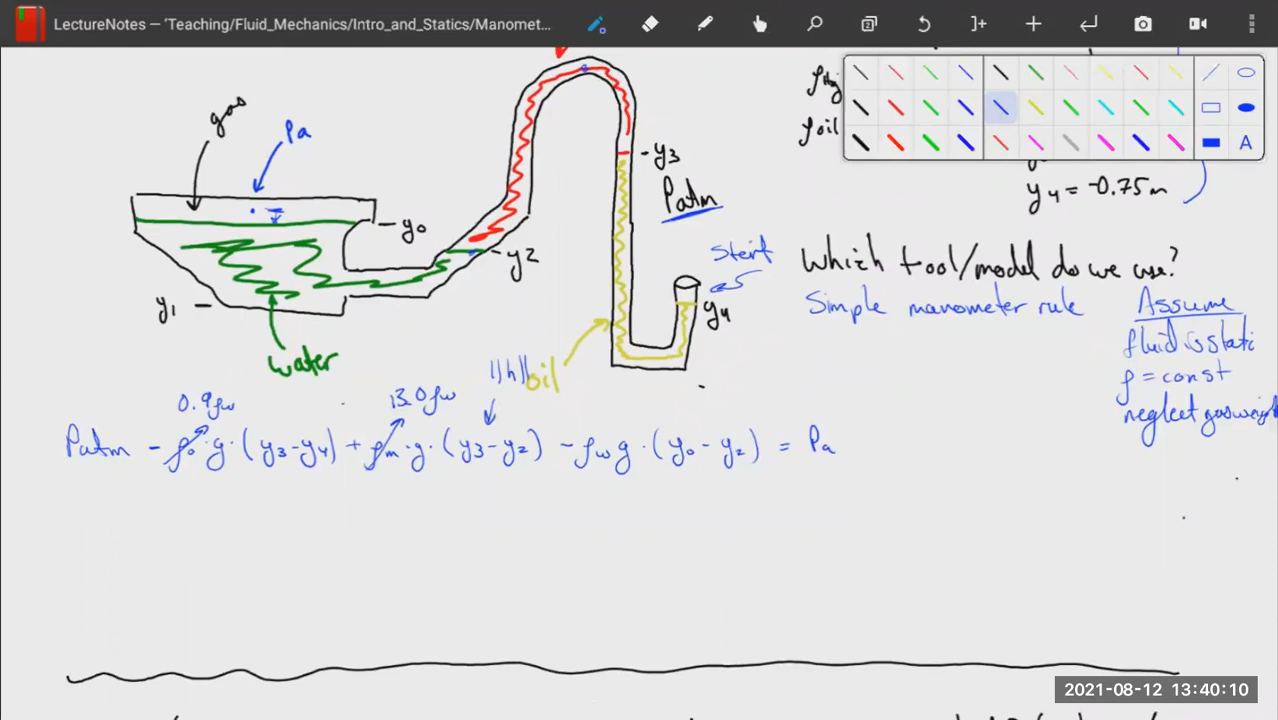 LectureNotes — 'Teaching/Fluid_Mechanics/Intro_and_Statics/Manomet...
gas
Pa
y0
y1
y2
y3
y4
Patm
Start
water
oil
ρoil
y4 = -0.75m
Which tool/model do we use?
Simple manometer rule
Assume
fluid is static
ρ = const
neglect gas weight
0.9ρw
13.0ρw
Patm - ρo·g·(y3-y4) + ρm·g·(y3-y2) - ρw g·(y0-y2) = Pa
A
2021-08-12 13:40:10